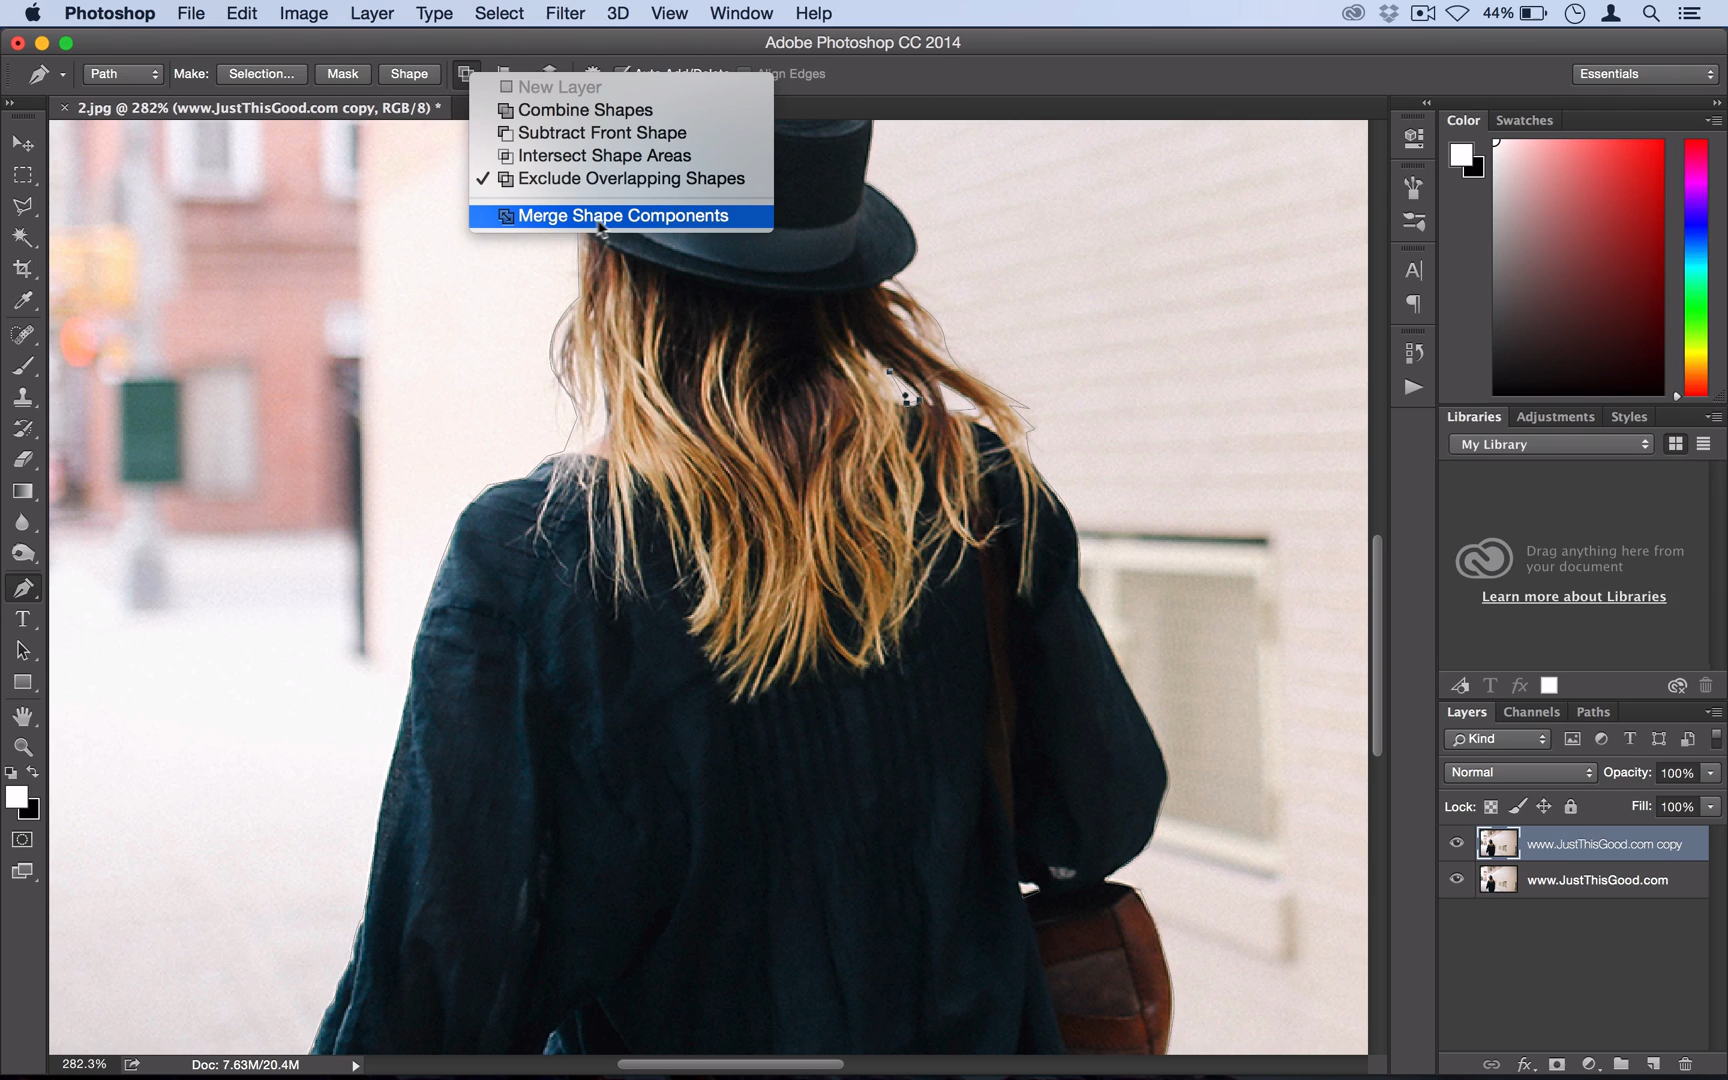 Photoshop File Edit Image Layer Type Select Filter 3D View Window Help 44%
Adobe Photoshop CC 2014
Path Make: Selection... Mask Shape Auto Add/Delete Align Edges Essentials
× 2.jpg @ 282% (www.JustThisGood.com copy, RGB/8) *
New Layer
Combine Shapes
Subtract Front Shape
Intersect Shape Areas
✓ Exclude Overlapping Shapes
Merge Shape Components
Color Swatches
Libraries Adjustments Styles
My Library
Drag anything here from
your document
Learn more about Libraries
Layers Channels Paths
Kind
Normal Opacity: 100%
Lock: Fill: 100%
www.JustThisGood.com copy
www.JustThisGood.com
282.3% Doc: 7.63M/20.4M